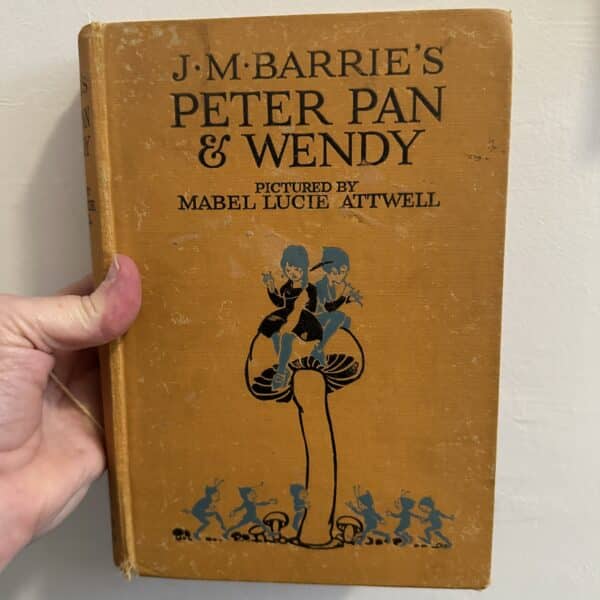 J·M·BARRIE'S
PETER PAN
& WENDY
PICTURED BY
MABEL LUCIE ATTWELL